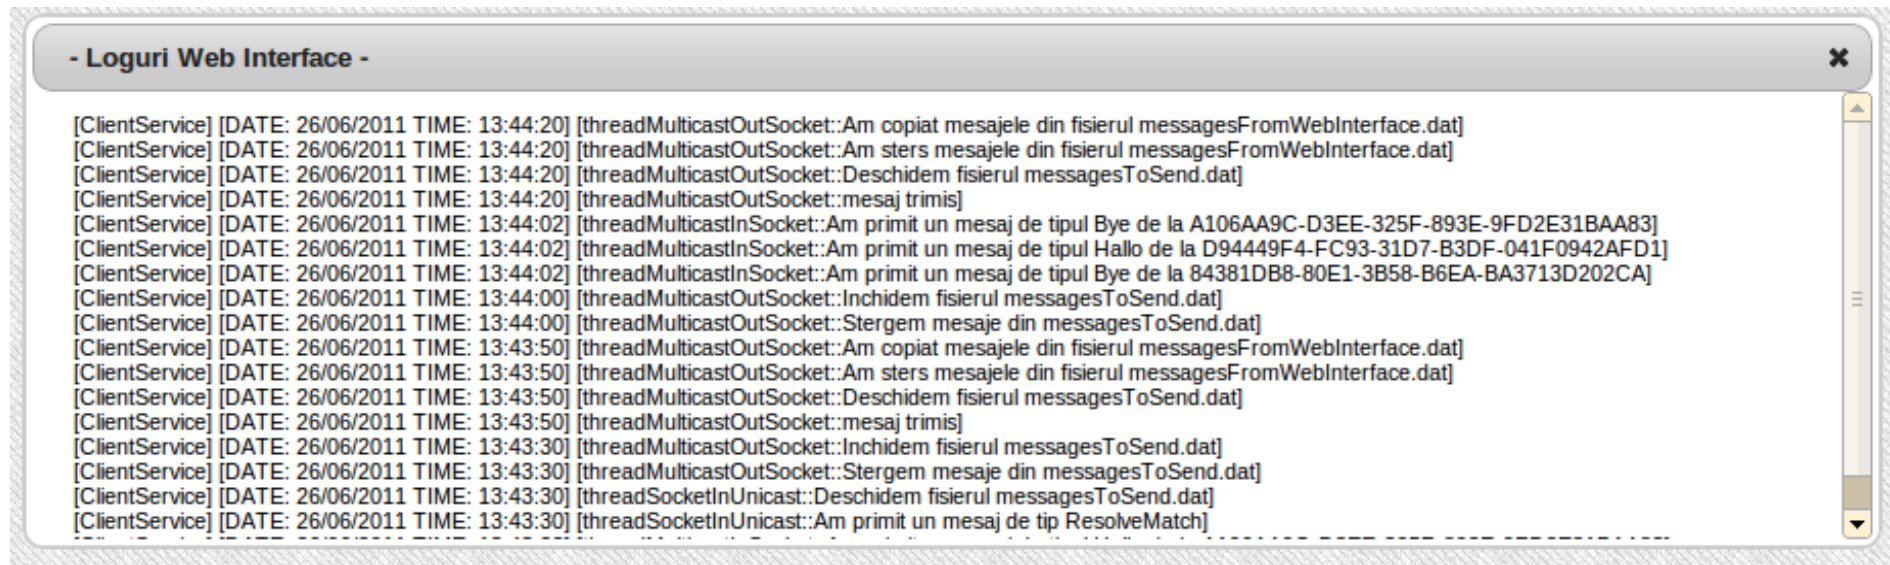 - Loguri Web Interface -
[ClientService] [DATE: 26/06/2011 TIME: 13:44:20] [threadMulticastOutSocket::Am copiat mesajele din fisierul messagesFromWebInterface.dat]
[ClientService] [DATE: 26/06/2011 TIME: 13:44:20] [threadMulticastOutSocket::Am sters mesajele din fisierul messagesFromWebInterface.dat]
[ClientService] [DATE: 26/06/2011 TIME: 13:44:20] [threadMulticastOutSocket::Deschidem fisierul messagesToSend.dat]
[ClientService] [DATE: 26/06/2011 TIME: 13:44:20] [threadMulticastOutSocket::mesaj trimis]
[ClientService] [DATE: 26/06/2011 TIME: 13:44:02] [threadMulticastInSocket::Am primit un mesaj de tipul Bye de la A106AA9C-D3EE-325F-893E-9FD2E31BAA83]
[ClientService] [DATE: 26/06/2011 TIME: 13:44:02] [threadMulticastInSocket::Am primit un mesaj de tipul Hallo de la D94449F4-FC93-31D7-B3DF-041F0942AFD1]
[ClientService] [DATE: 26/06/2011 TIME: 13:44:02] [threadMulticastInSocket::Am primit un mesaj de tipul Bye de la 84381DB8-80E1-3B58-B6EA-BA3713D202CA]
[ClientService] [DATE: 26/06/2011 TIME: 13:44:00] [threadMulticastOutSocket::Inchidem fisierul messagesToSend.dat]
[ClientService] [DATE: 26/06/2011 TIME: 13:44:00] [threadMulticastOutSocket::Stergem mesaje din messagesToSend.dat]
[ClientService] [DATE: 26/06/2011 TIME: 13:43:50] [threadMulticastOutSocket::Am copiat mesajele din fisierul messagesFromWebInterface.dat]
[ClientService] [DATE: 26/06/2011 TIME: 13:43:50] [threadMulticastOutSocket::Am sters mesajele din fisierul messagesFromWebInterface.dat]
[ClientService] [DATE: 26/06/2011 TIME: 13:43:50] [threadMulticastOutSocket::Deschidem fisierul messagesToSend.dat]
[ClientService] [DATE: 26/06/2011 TIME: 13:43:50] [threadMulticastOutSocket::mesaj trimis]
[ClientService] [DATE: 26/06/2011 TIME: 13:43:30] [threadMulticastOutSocket::Inchidem fisierul messagesToSend.dat]
[ClientService] [DATE: 26/06/2011 TIME: 13:43:30] [threadMulticastOutSocket::Stergem mesaje din messagesToSend.dat]
[ClientService] [DATE: 26/06/2011 TIME: 13:43:30] [threadSocketInUnicast::Deschidem fisierul messagesToSend.dat]
[ClientService] [DATE: 26/06/2011 TIME: 13:43:30] [threadSocketInUnicast::Am primit un mesaj de tip ResolveMatch]